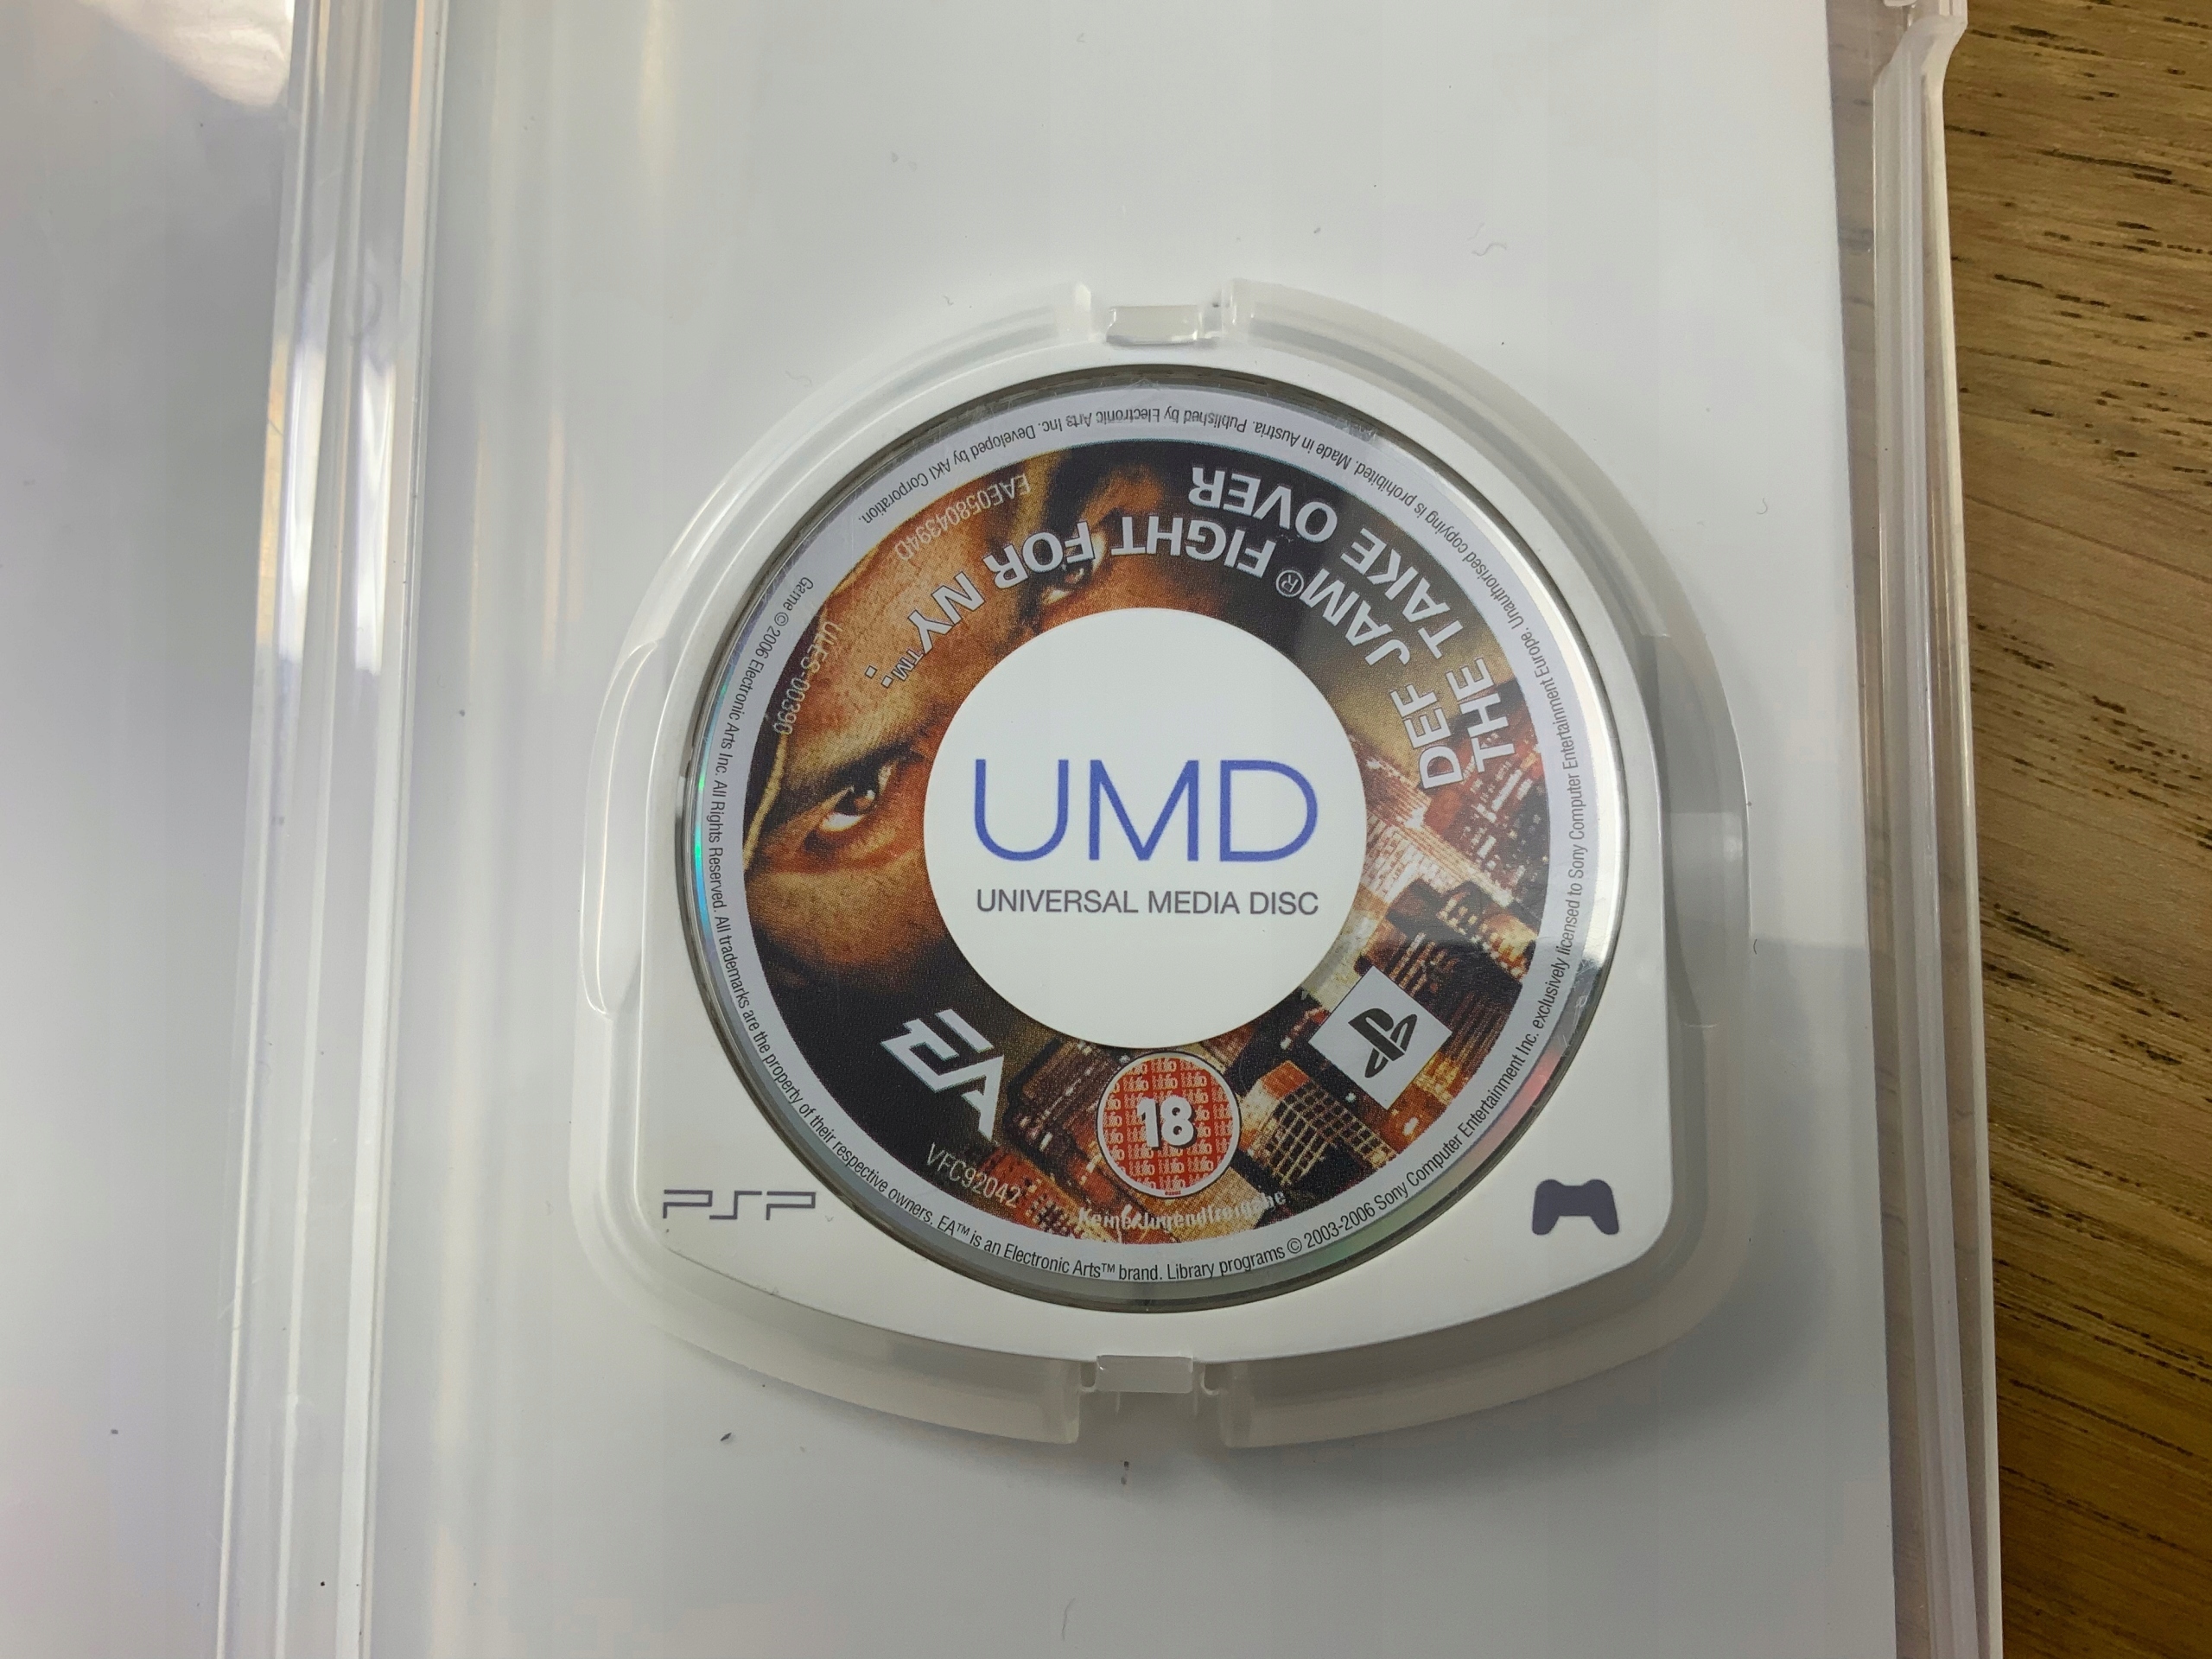 UMD
UNIVERSAL MEDIA DISC
DEF JAM® FIGHT FOR NY™:
THE TAKE OVER
EAE05804394D
ULES-00390
EA
VFC92042
18
Keine Jugendfreigabe
PSP
Game © 2006 Electronic Arts Inc. All Rights Reserved. All trademarks are the property of their respective owners. EA™ is an Electronic Arts™ brand. Library programs © 2003-2006 Sony Computer Entertainment Inc. exclusively licensed to Sony Computer Entertainment Europe. Unauthorised copying is prohibited. Made in Austria. Published by Electronic Arts Inc. Developed by AKI Corporation.